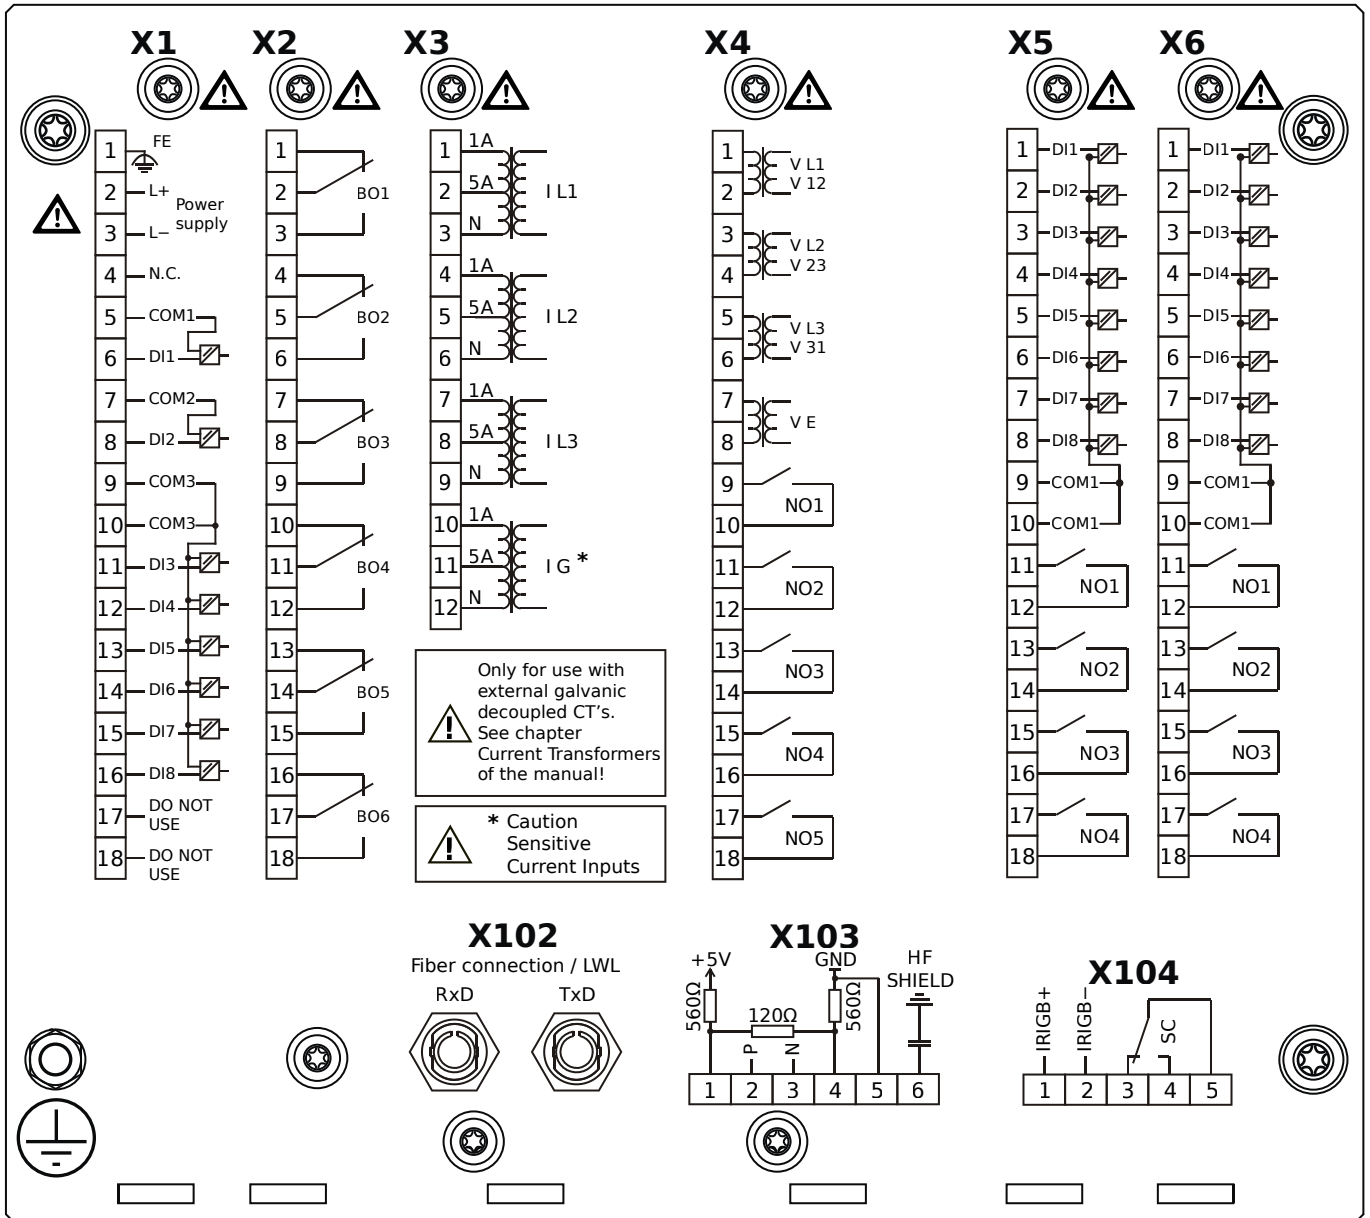 X1
X2
X3
X4
X5
X6
1 FE
2 L+
Power
supply
3 L−
4 N.C.
5 COM1
6 DI1
7 COM2
8 DI2
9 COM3
10 COM3
11 DI3
12 DI4
13 DI5
14 DI6
15 DI7
16 DI8
17 DO NOT
USE
18 DO NOT
USE
1
2 BO1
3
4
5 BO2
6
7
8 BO3
9
10
11 BO4
12
13
14 BO5
15
16
17 BO6
18
1 1A
2 5A I L1
3 N
4 1A
5 5A I L2
6 N
7 1A
8 5A I L3
9 N
10 1A
11 5A I G *
12 N
Only for use with
external galvanic
decoupled CT's.
See chapter
Current Transformers
of the manual!
* Caution
Sensitive
Current Inputs
1 V L1
2 V 12
3 V L2
4 V 23
5 V L3
6 V 31
7
V E
8
9
NO1
10
11
NO2
12
13
NO3
14
15
NO4
16
17
NO5
18
1 DI1
2 DI2
3 DI3
4 DI4
5 DI5
6 DI6
7 DI7
8 DI8
9 COM1
10 COM1
11
NO1
12
13
NO2
14
15
NO3
16
17
NO4
18
1 DI1
2 DI2
3 DI3
4 DI4
5 DI5
6 DI6
7 DI7
8 DI8
9 COM1
10 COM1
11
NO1
12
13
NO2
14
15
NO3
16
17
NO4
18
X102
Fiber connection / LWL
RxD TxD
X103
+5V GND HF
SHIELD
560Ω 120Ω 560Ω
P N
1 2 3 4 5 6
X104
IRIGB+ IRIGB− SC
1 2 3 4 5